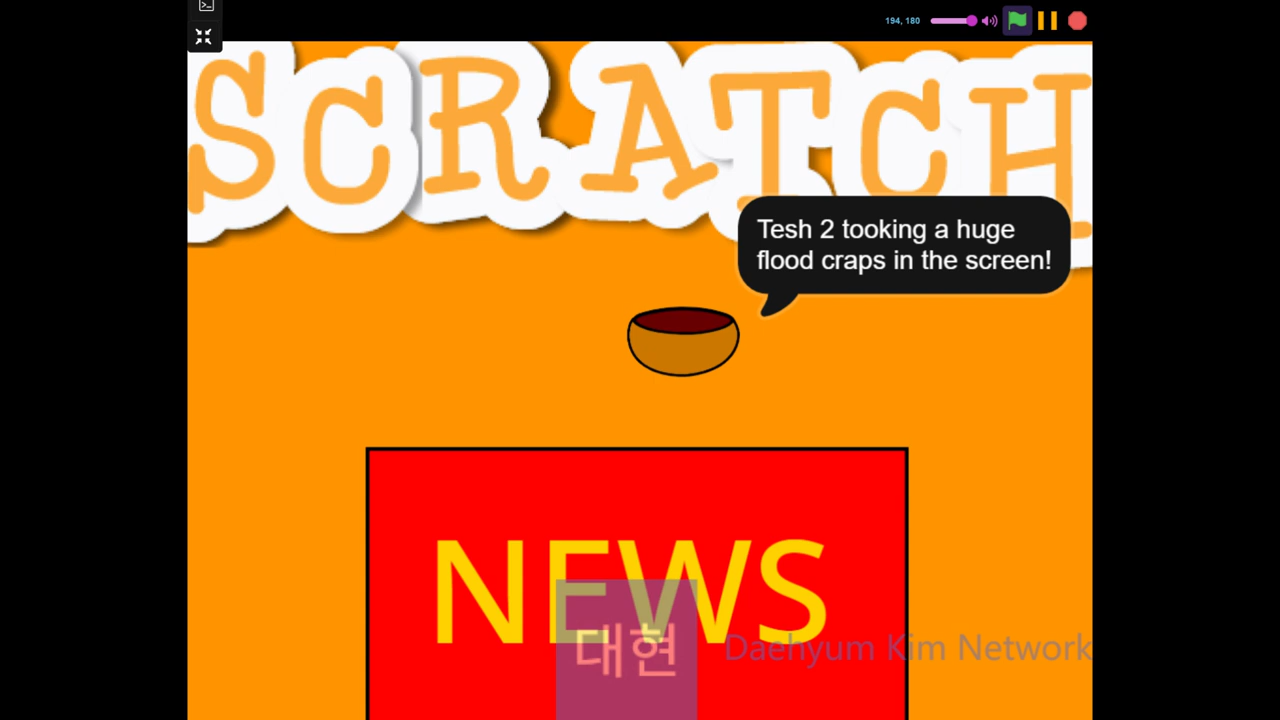 194, 180
SCRATCH
Tesh 2 tooking a huge
flood craps in the screen!
NEWS
대현
Daehyum Kim Network